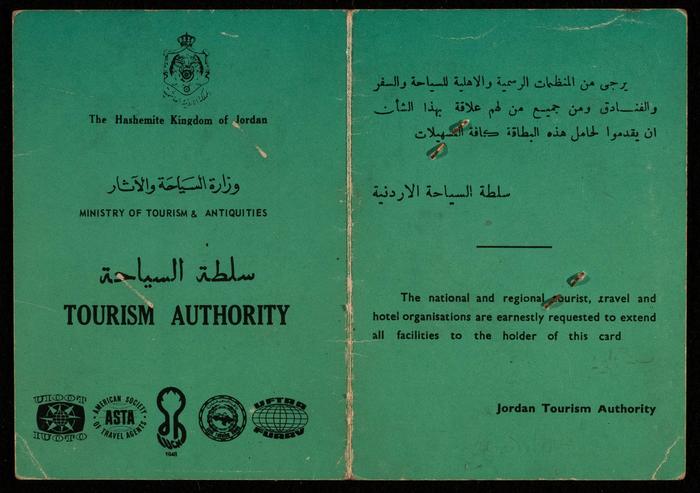 The Hashemite Kingdom of Jordan
وزارة السياحة والآثار
MINISTRY OF TOURISM & ANTIQUITIES
سلطة السياحة
TOURISM AUTHORITY
UIOOT
IUOTO
AMERICAN SOCIETY
ASTA
OF TRAVEL AGENTS
UFTAA
FUAAV
يرجى من المنظمات الرسمية والاهلية للسياحة والسفر
والفنادق ومن جميع من لهم علاقة بهذا الشأن
ان يقدموا لحامل هذه البطاقة كافة التسهيلات
سلطة السياحة الاردنية
The national and regional tourist, travel and
hotel organisations are earnestly requested to extend
all facilities to the holder of this card
Jordan Tourism Authority